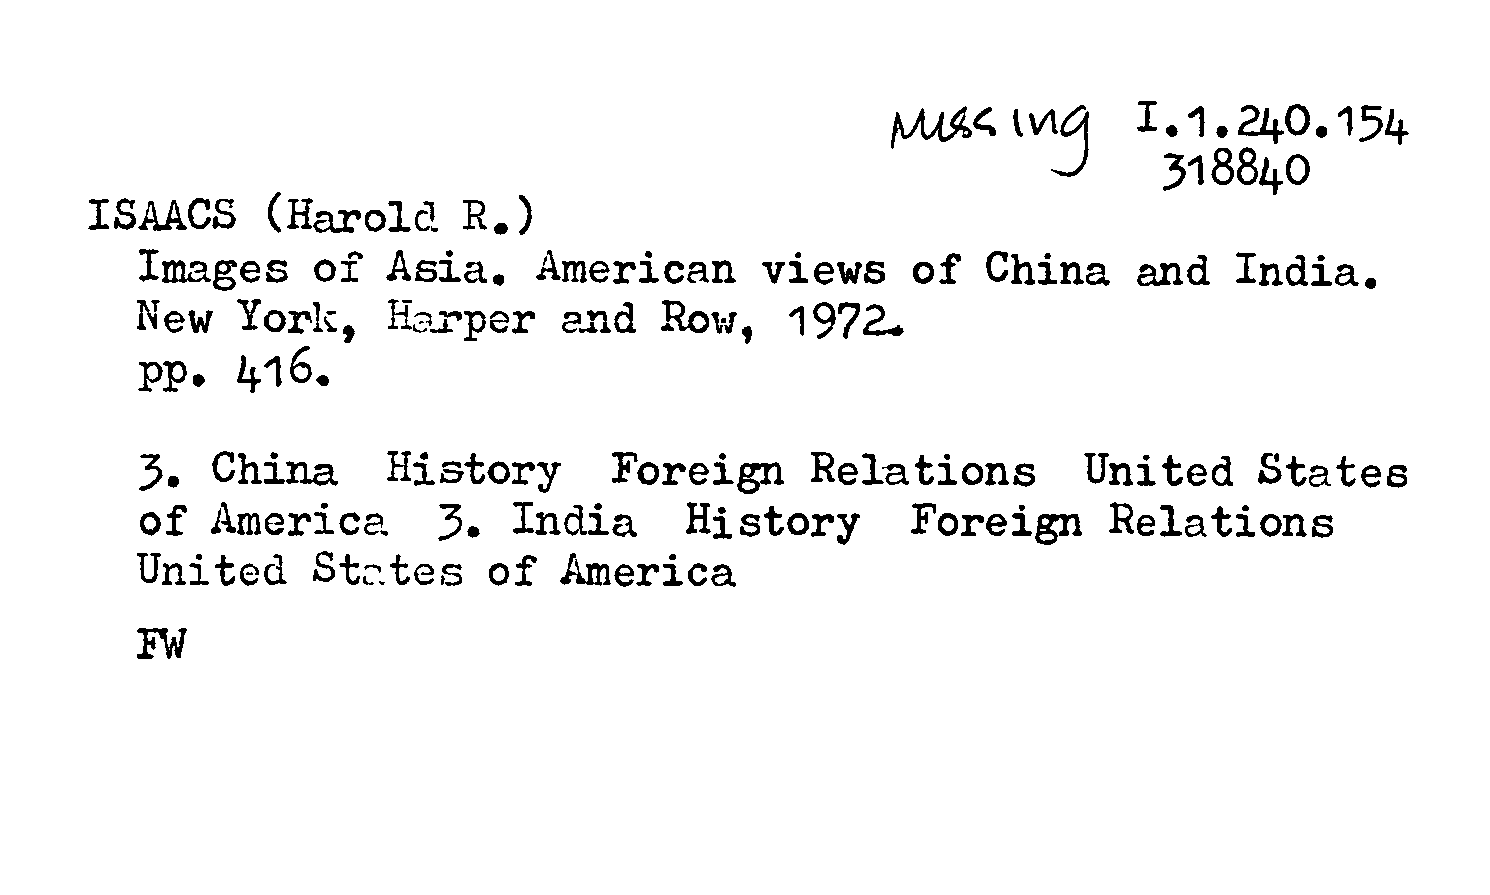 Missing I.1.240.154
318840
ISAACS (Harold R.)
Images of Asia. American views of China and India.
New York, Harper and Row, 1972.
pp. 416.
3. China History Foreign Relations United States
of America 3. India History Foreign Relations
United States of America
FW